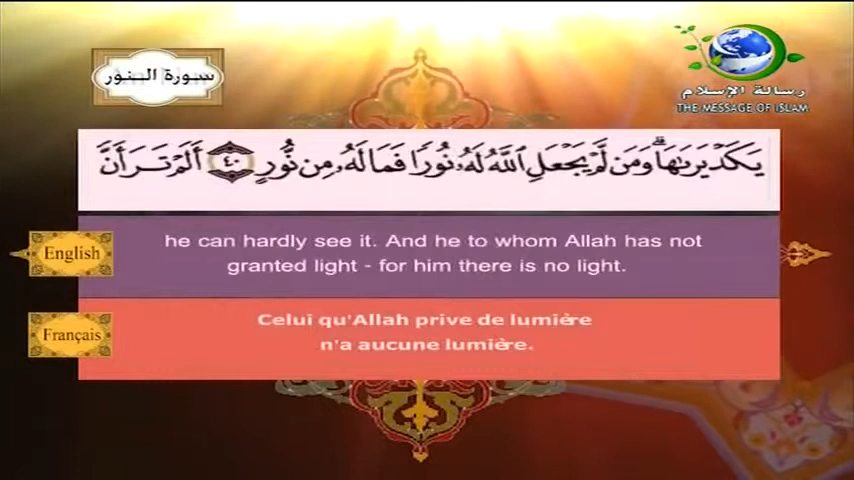 سورة النور
رسالة الإسلام
THE MESSAGE OF ISLAM
يَكَدْ يَرَىٰهَا ۗ وَمَن لَّمْ يَجْعَلِ ٱللَّهُ لَهُۥ نُورًا فَمَا لَهُۥ مِن نُّورٍ ٤٠ أَلَمْ تَرَ أَنَّ
English
he can hardly see it. And he to whom Allah has not
granted light - for him there is no light.
Français
Celui qu'Allah prive de lumière
n'a aucune lumière.